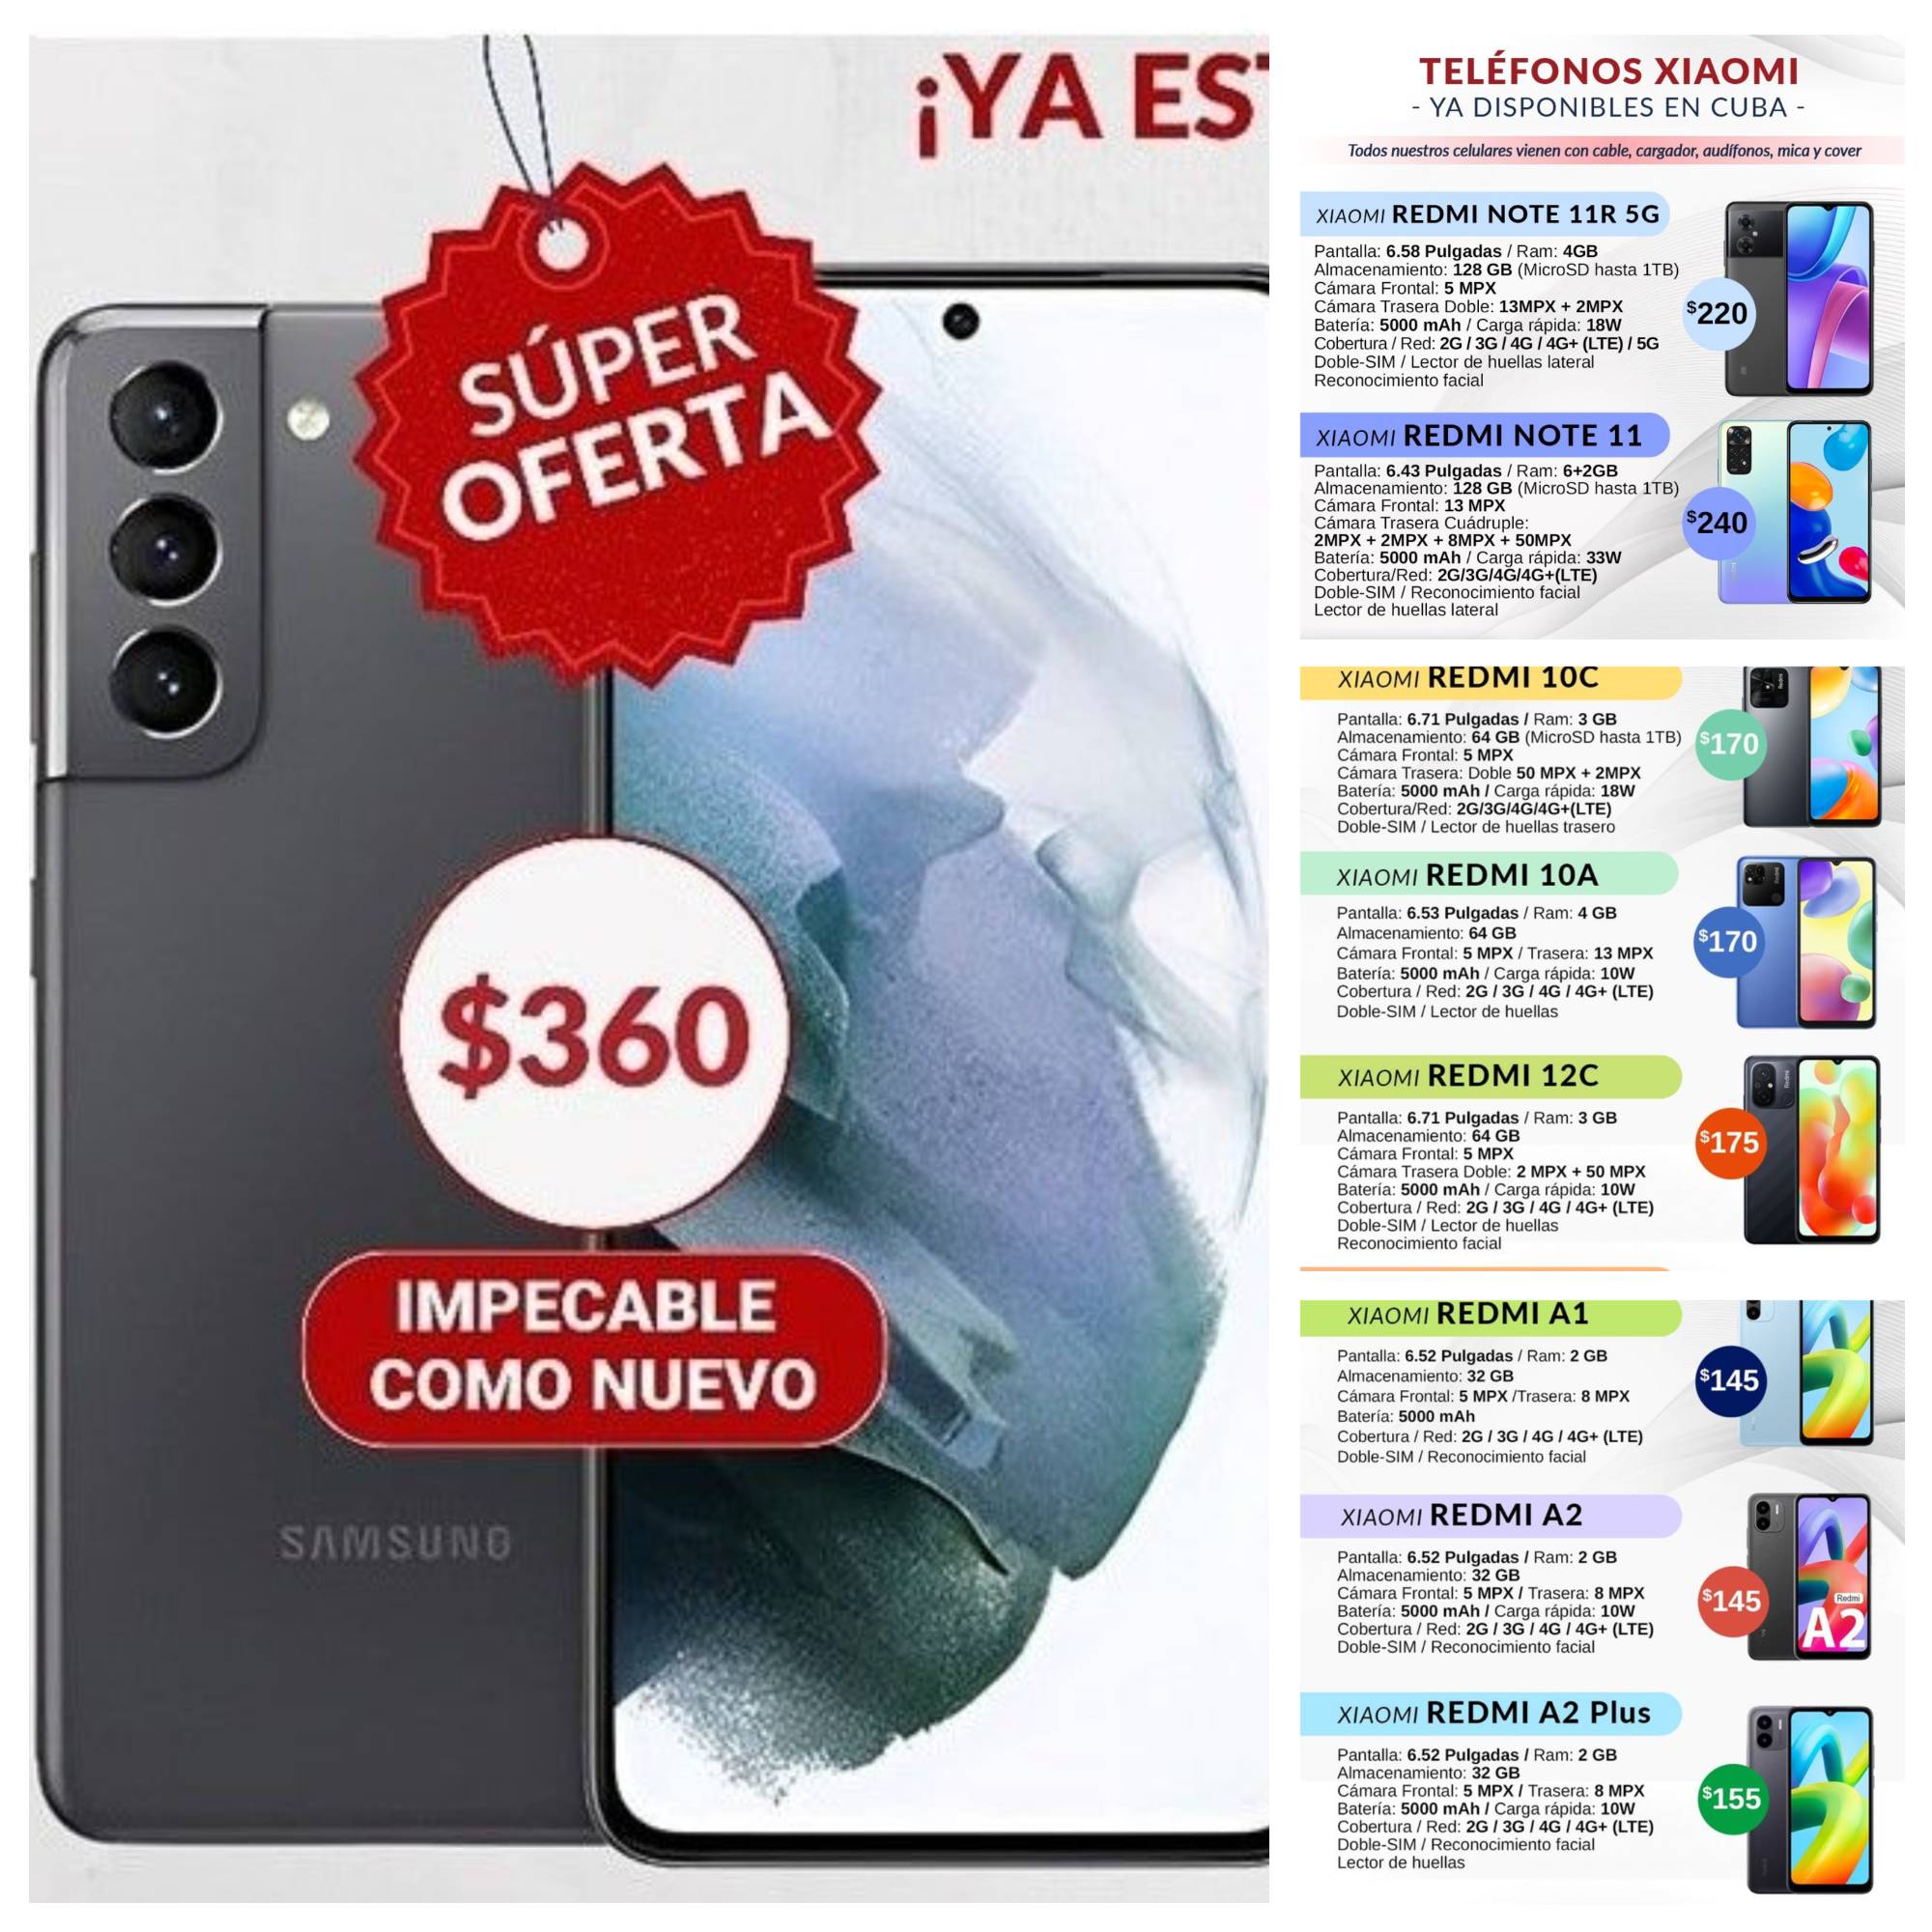 ¡YA ES
SÚPER
OFERTA
$360
IMPECABLE
COMO NUEVO
SAMSUNG
TELÉFONOS XIAOMI
- YA DISPONIBLES EN CUBA -
Todos nuestros celulares vienen con cable, cargador, audífonos, mica y cover
XIAOMI REDMI NOTE 11R 5G
Pantalla: 6.58 Pulgadas / Ram: 4GB
Almacenamiento: 128 GB (MicroSD hasta 1TB)
Cámara Frontal: 5 MPX
Cámara Trasera Doble: 13MPX + 2MPX
Batería: 5000 mAh / Carga rápida: 18W
Cobertura / Red: 2G / 3G / 4G / 4G+ (LTE) / 5G
Doble-SIM / Lector de huellas lateral
Reconocimiento facial
$220
XIAOMI REDMI NOTE 11
Pantalla: 6.43 Pulgadas / Ram: 6+2GB
Almacenamiento: 128 GB (MicroSD hasta 1TB)
Cámara Frontal: 13 MPX
Cámara Trasera Cuádruple:
2MPX + 2MPX + 8MPX + 50MPX
Batería: 5000 mAh / Carga rápida: 33W
Cobertura/Red: 2G/3G/4G/4G+(LTE)
Doble-SIM / Reconocimiento facial
Lector de huellas lateral
$240
XIAOMI REDMI 10C
Pantalla: 6.71 Pulgadas / Ram: 3 GB
Almacenamiento: 64 GB (MicroSD hasta 1TB)
Cámara Frontal: 5 MPX
Cámara Trasera: Doble 50 MPX + 2MPX
Batería: 5000 mAh / Carga rápida: 18W
Cobertura/Red: 2G/3G/4G/4G+(LTE)
Doble-SIM / Lector de huellas trasero
$170
XIAOMI REDMI 10A
Pantalla: 6.53 Pulgadas / Ram: 4 GB
Almacenamiento: 64 GB
Cámara Frontal: 5 MPX / Trasera: 13 MPX
Batería: 5000 mAh / Carga rápida: 10W
Cobertura / Red: 2G / 3G / 4G / 4G+ (LTE)
Doble-SIM / Lector de huellas
$170
XIAOMI REDMI 12C
Pantalla: 6.71 Pulgadas / Ram: 3 GB
Almacenamiento: 64 GB
Cámara Frontal: 5 MPX
Cámara Trasera Doble: 2 MPX + 50 MPX
Batería: 5000 mAh / Carga rápida: 10W
Cobertura / Red: 2G / 3G / 4G / 4G+ (LTE)
Doble-SIM / Lector de huellas
Reconocimiento facial
$175
XIAOMI REDMI A1
Pantalla: 6.52 Pulgadas / Ram: 2 GB
Almacenamiento: 32 GB
Cámara Frontal: 5 MPX /Trasera: 8 MPX
Batería: 5000 mAh
Cobertura / Red: 2G / 3G / 4G / 4G+ (LTE)
Doble-SIM / Reconocimiento facial
$145
XIAOMI REDMI A2
Pantalla: 6.52 Pulgadas / Ram: 2 GB
Almacenamiento: 32 GB
Cámara Frontal: 5 MPX / Trasera: 8 MPX
Batería: 5000 mAh / Carga rápida: 10W
Cobertura / Red: 2G / 3G / 4G / 4G+ (LTE)
Doble-SIM / Reconocimiento facial
$145
Redmi
A2
XIAOMI REDMI A2 Plus
Pantalla: 6.52 Pulgadas / Ram: 2 GB
Almacenamiento: 32 GB
Cámara Frontal: 5 MPX / Trasera: 8 MPX
Batería: 5000 mAh / Carga rápida: 10W
Cobertura / Red: 2G / 3G / 4G / 4G+ (LTE)
Doble-SIM / Reconocimiento facial
Lector de huellas
$155